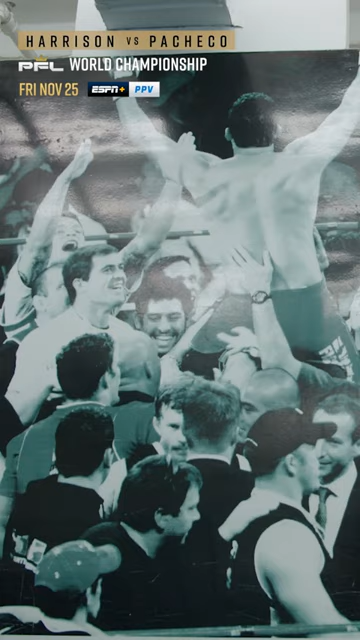 HARRISON VS PACHECO
PFL WORLD CHAMPIONSHIP
FRI NOV 25 ESPN+ PPV